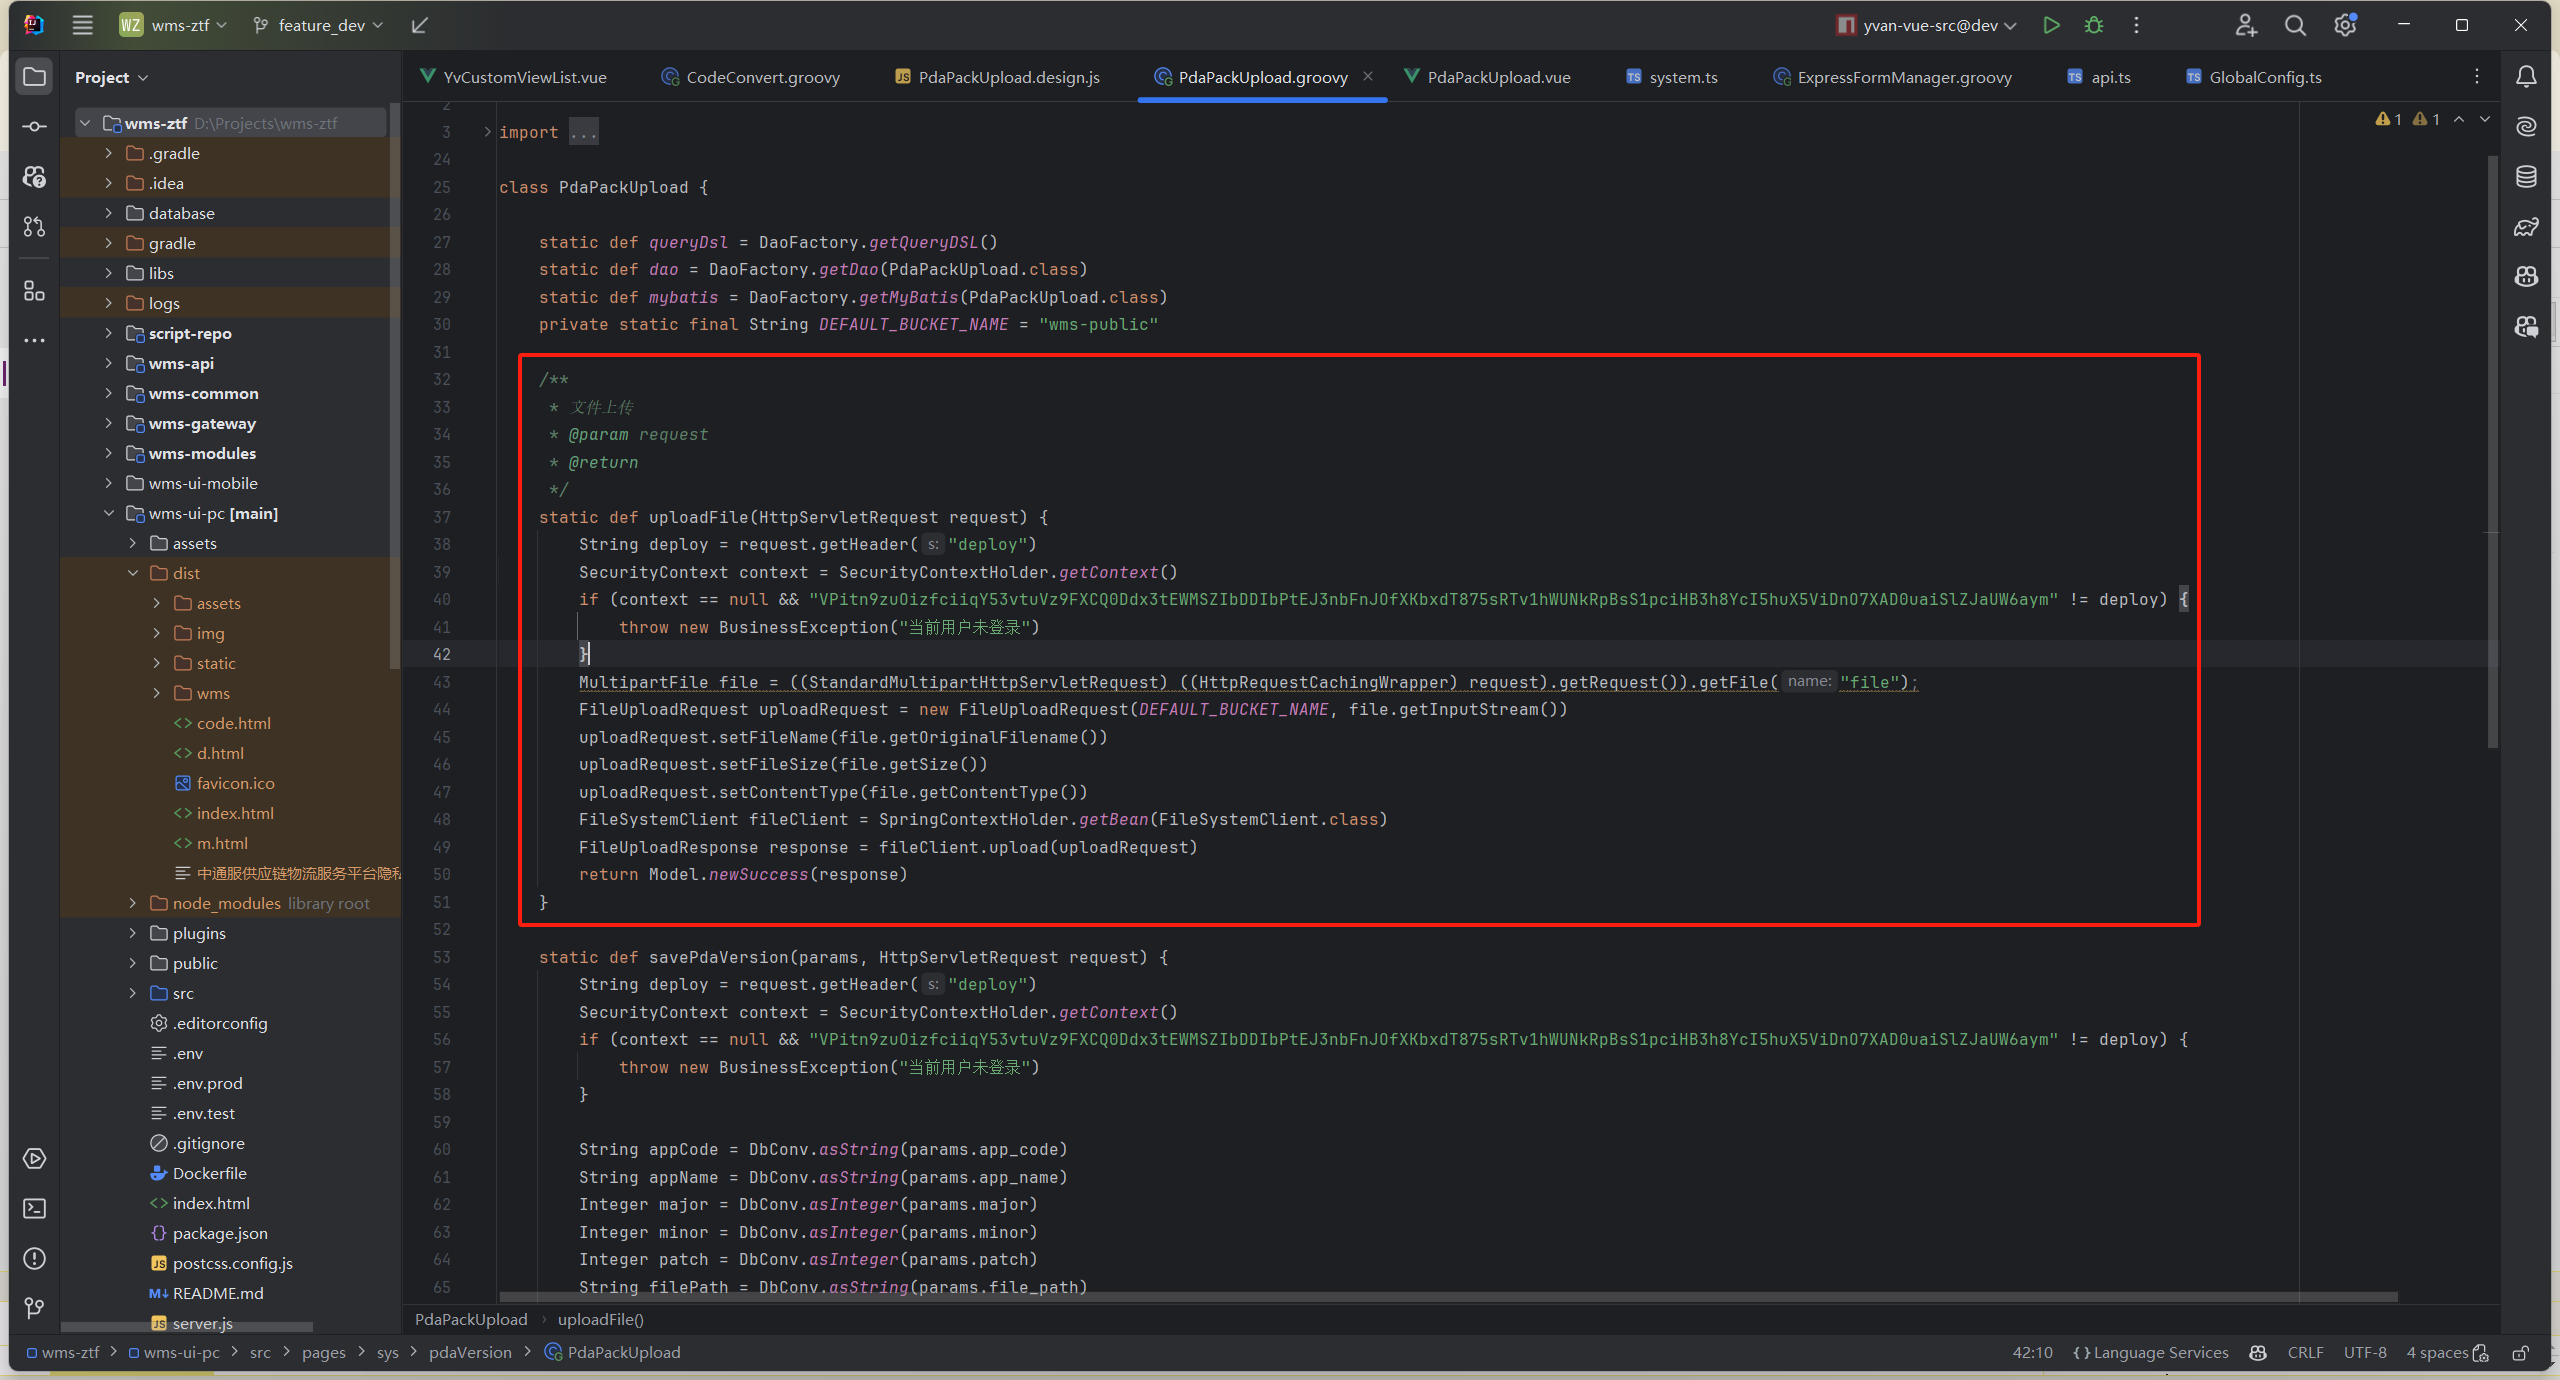 WZ wms-ztf feature_dev yvan-vue-src@dev
Project
YvCustomViewList.vue CodeConvert.groovy PdaPackUpload.design.js PdaPackUpload.groovy PdaPackUpload.vue system.ts ExpressFormManager.groovy api.ts GlobalConfig.ts
wms-ztf D:\Projects\wms-ztf
.gradle
.idea
database
gradle
libs
logs
script-repo
wms-api
wms-common
wms-gateway
wms-modules
wms-ui-mobile
wms-ui-pc [main]
assets
dist
assets
img
static
wms
code.html
d.html
favicon.ico
index.html
m.html
中通服供应链物流服务平台隐私
node_modules library root
plugins
public
src
.editorconfig
.env
.env.prod
.env.test
.gitignore
Dockerfile
index.html
package.json
postcss.config.js
README.md
server.js
1 1
2
3 import ...
24
25 class PdaPackUpload {
26
27 static def queryDsl = DaoFactory.getQueryDSL()
28 static def dao = DaoFactory.getDao(PdaPackUpload.class)
29 static def mybatis = DaoFactory.getMyBatis(PdaPackUpload.class)
30 private static final String DEFAULT_BUCKET_NAME = "wms-public"
31
32 /**
33 * 文件上传
34 * @param request
35 * @return
36 */
37 static def uploadFile(HttpServletRequest request) {
38 String deploy = request.getHeader( s: "deploy")
39 SecurityContext context = SecurityContextHolder.getContext()
40 if (context == null && "VPitn9zuOizfciiqY53vtuVz9FXCQ0Ddx3tEWMSZIbDDIbPtEJ3nbFnJOfXKbxdT875sRTv1hWUNkRpBsS1pciHB3h8YcI5huX5ViDnO7XAD0uaiSlZJaUW6aym" != deploy) {
41 throw new BusinessException("当前用户未登录")
42 }
43 MultipartFile file = ((StandardMultipartHttpServletRequest) ((HttpRequestCachingWrapper) request).getRequest()).getFile( name: "file");
44 FileUploadRequest uploadRequest = new FileUploadRequest(DEFAULT_BUCKET_NAME, file.getInputStream())
45 uploadRequest.setFileName(file.getOriginalFilename())
46 uploadRequest.setFileSize(file.getSize())
47 uploadRequest.setContentType(file.getContentType())
48 FileSystemClient fileClient = SpringContextHolder.getBean(FileSystemClient.class)
49 FileUploadResponse response = fileClient.upload(uploadRequest)
50 return Model.newSuccess(response)
51 }
52
53 static def savePdaVersion(params, HttpServletRequest request) {
54 String deploy = request.getHeader( s: "deploy")
55 SecurityContext context = SecurityContextHolder.getContext()
56 if (context == null && "VPitn9zuOizfciiqY53vtuVz9FXCQ0Ddx3tEWMSZIbDDIbPtEJ3nbFnJOfXKbxdT875sRTv1hWUNkRpBsS1pciHB3h8YcI5huX5ViDnO7XAD0uaiSlZJaUW6aym" != deploy) {
57 throw new BusinessException("当前用户未登录")
58 }
59
60 String appCode = DbConv.asString(params.app_code)
61 String appName = DbConv.asString(params.app_name)
62 Integer major = DbConv.asInteger(params.major)
63 Integer minor = DbConv.asInteger(params.minor)
64 Integer patch = DbConv.asInteger(params.patch)
65 String filePath = DbConv.asString(params.file_path)
PdaPackUpload › uploadFile()
wms-ztf > wms-ui-pc > src > pages > sys > pdaVersion > PdaPackUpload 42:10 {} Language Services CRLF UTF-8 4 spaces